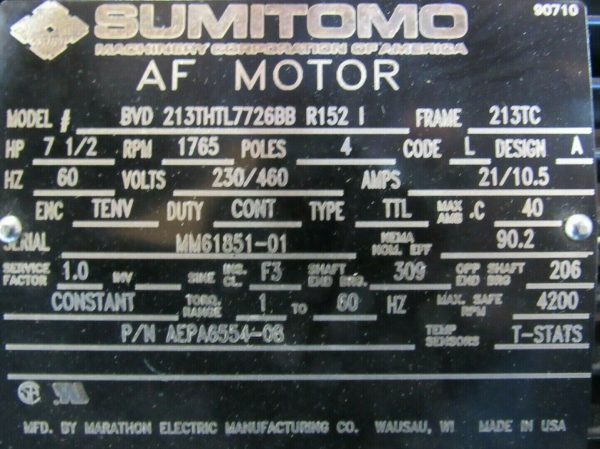 90710
SUMITOMO
MACHINERY CORPORATION OF AMERICA
AF MOTOR
MODEL # BVD 213THTL7726BB R152 I FRAME 213TC
HP 7 1/2 RPM 1765 POLES 4 CODE L DESIGN A
HZ 60 VOLTS 230/460 AMPS 21/10.5
ENC TENV DUTY CONT TYPE TTL MAX AMB °C 40
SERIAL MM61851-01 NEMA NOM. EFF 90.2
SERVICE FACTOR 1.0 INV SINE INS. CL. F3 SHAFT END BRG. 309 OPP SHAFT END BRG 206
CONSTANT TORQ. RANGE 1 TO 60 HZ MAX. SAFE RPM 4200
P/N AEPA6554-06 TEMP SENSORS T-STATS
MFD. BY MARATHON ELECTRIC MANUFACTURING CO. WAUSAU, WI MADE IN USA